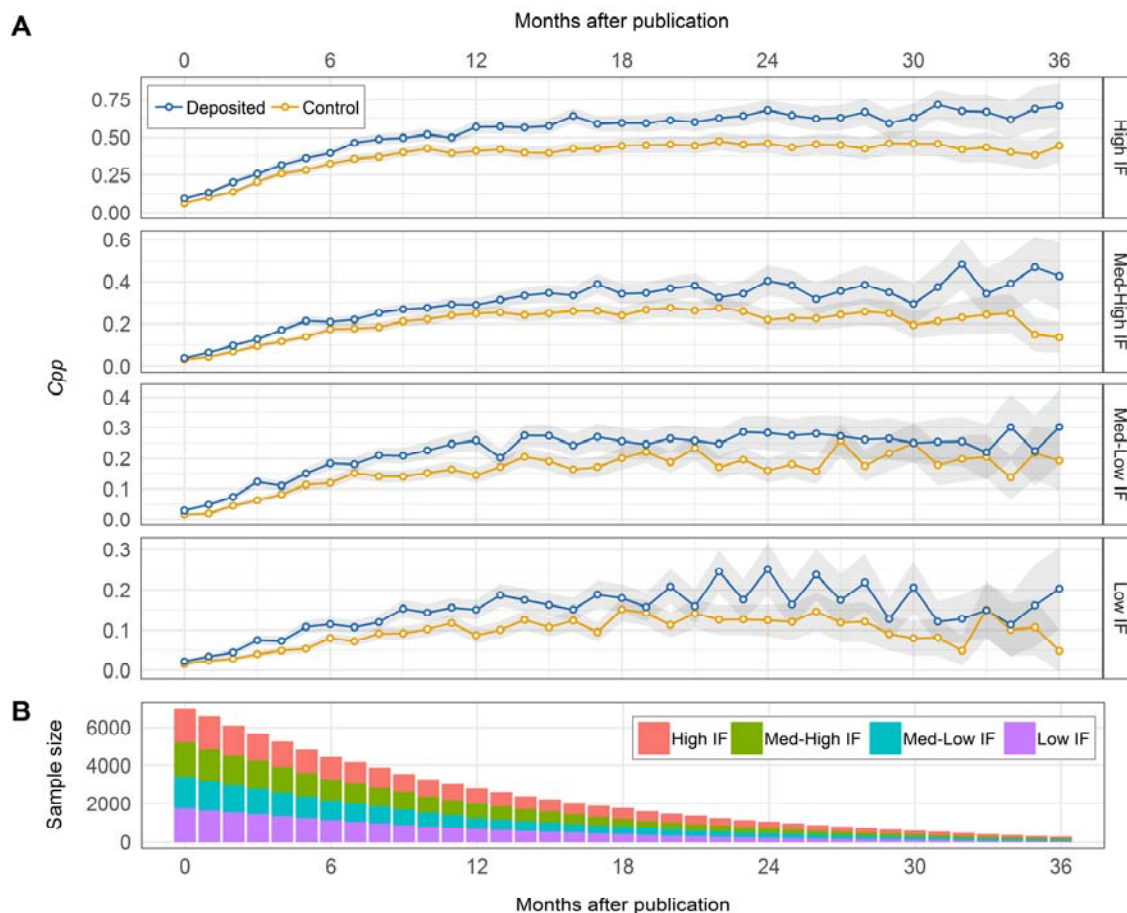 A
Months after publication
0 6 12 18 24 30 36
Deposited Control
0.75
0.50
0.25
0.00
High IF
0.6
0.4
0.2
0.0
Med-High IF
Cpp
0.4
0.3
0.2
0.1
0.0
Med-Low IF
0.3
0.2
0.1
0.0
Low IF
B
High IF Med-High IF Med-Low IF Low IF
6000
4000
2000
0
Sample size
0 6 12 18 24 30 36
Months after publication